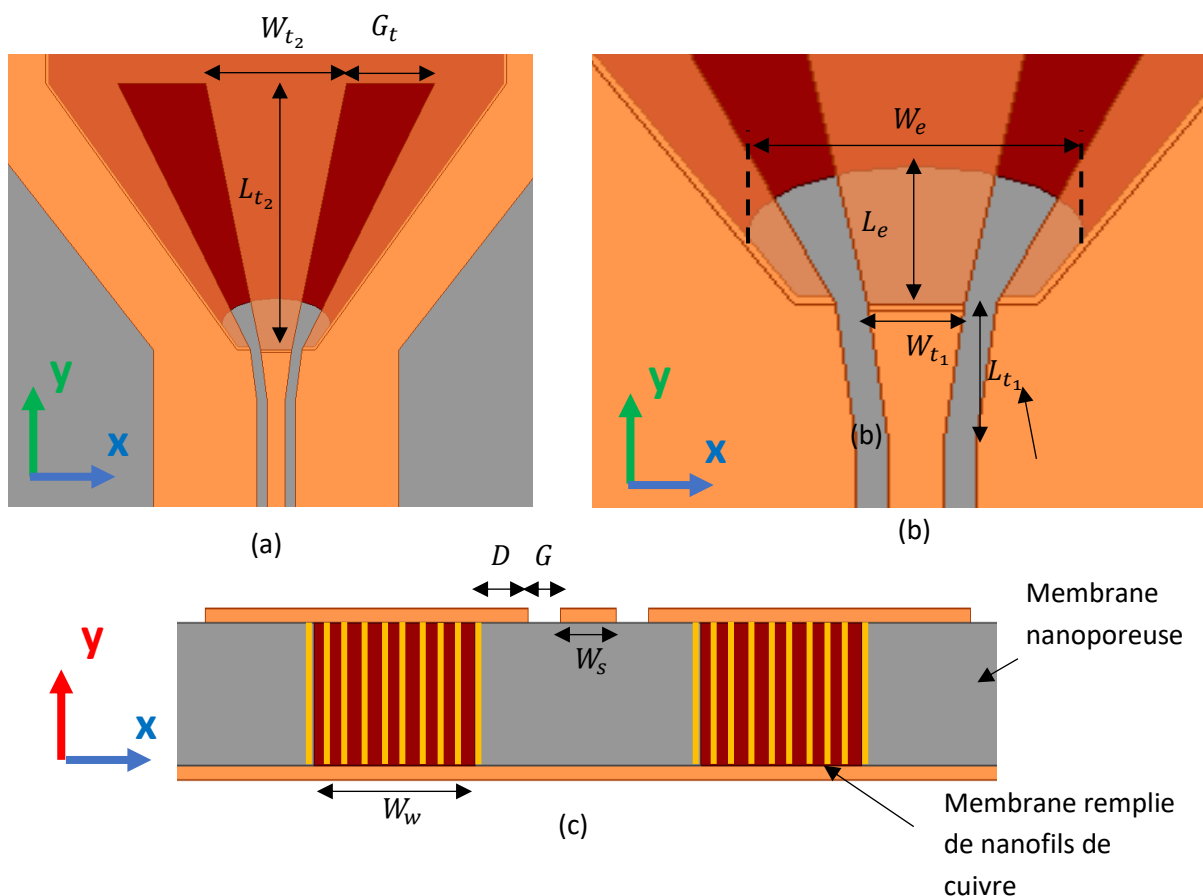 W_{t_2} G_t
L_{t_2}
y
x
(a)
W_e
L_e
W_{t_1}
L_{t_1}
(b)
y
x
(b)
D G
W_s
y
x
W_w
(c)
Membrane
nanoporeuse
Membrane remplie
de nanofils de
cuivre